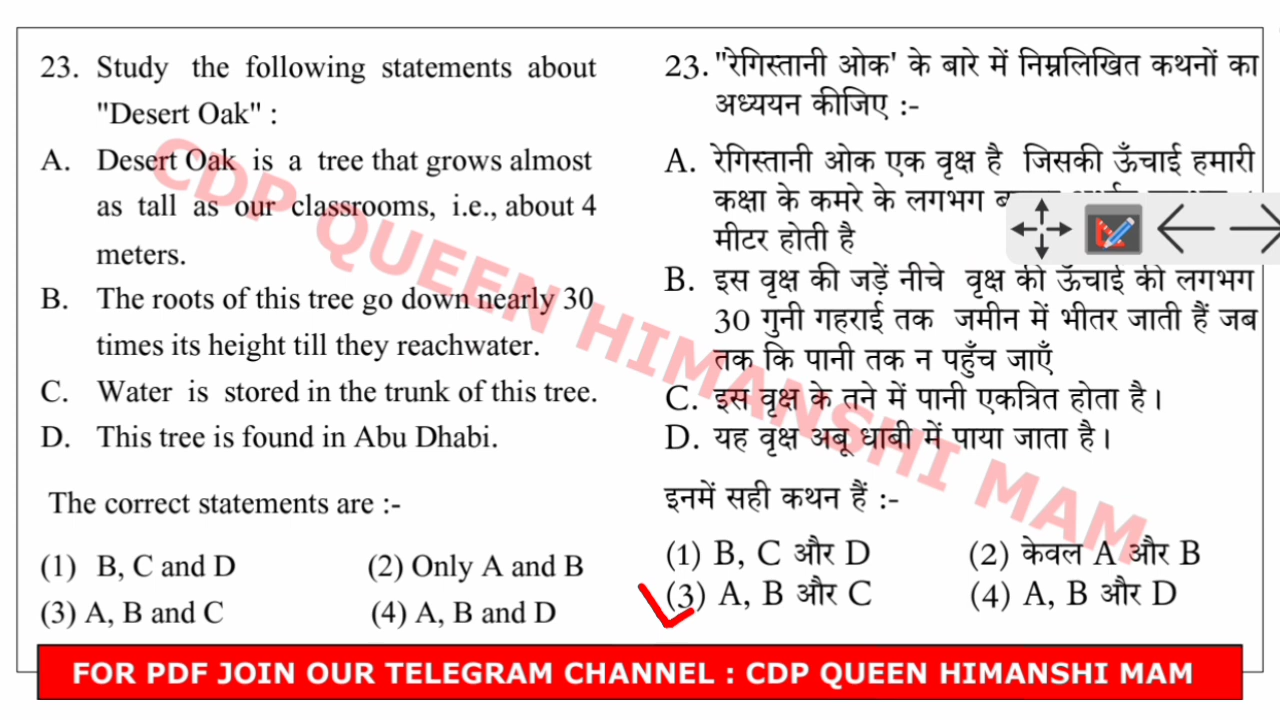 23. Study the following statements about
"Desert Oak" :
A. Desert Oak is a tree that grows almost
as tall as our classrooms, i.e., about 4
meters.
B. The roots of this tree go down nearly 30
times its height till they reachwater.
C. Water is stored in the trunk of this tree.
D. This tree is found in Abu Dhabi.
The correct statements are :-
(1) B, C and D (2) Only A and B
(3) A, B and C (4) A, B and D
23. "रेगिस्तानी ओक' के बारे में निम्नलिखित कथनों का
अध्ययन कीजिए :-
A. रेगिस्तानी ओक एक वृक्ष है जिसकी ऊँचाई हमारी
कक्षा के कमरे के लगभग
मीटर होती है
B. इस वृक्ष की जड़ें नीचे वृक्ष की ऊँचाई की लगभग
30 गुनी गहराई तक जमीन में भीतर जाती हैं जब
तक कि पानी तक न पहुँच जाएँ
C. इस वृक्ष के तने में पानी एकत्रित होता है।
D. यह वृक्ष अबू धाबी में पाया जाता है।
इनमें सही कथन हैं :-
(1) B, C और D (2) केवल A और B
(3) A, B और C (4) A, B और D
CDP QUEEN HIMANSHI MAM
FOR PDF JOIN OUR TELEGRAM CHANNEL : CDP QUEEN HIMANSHI MAM